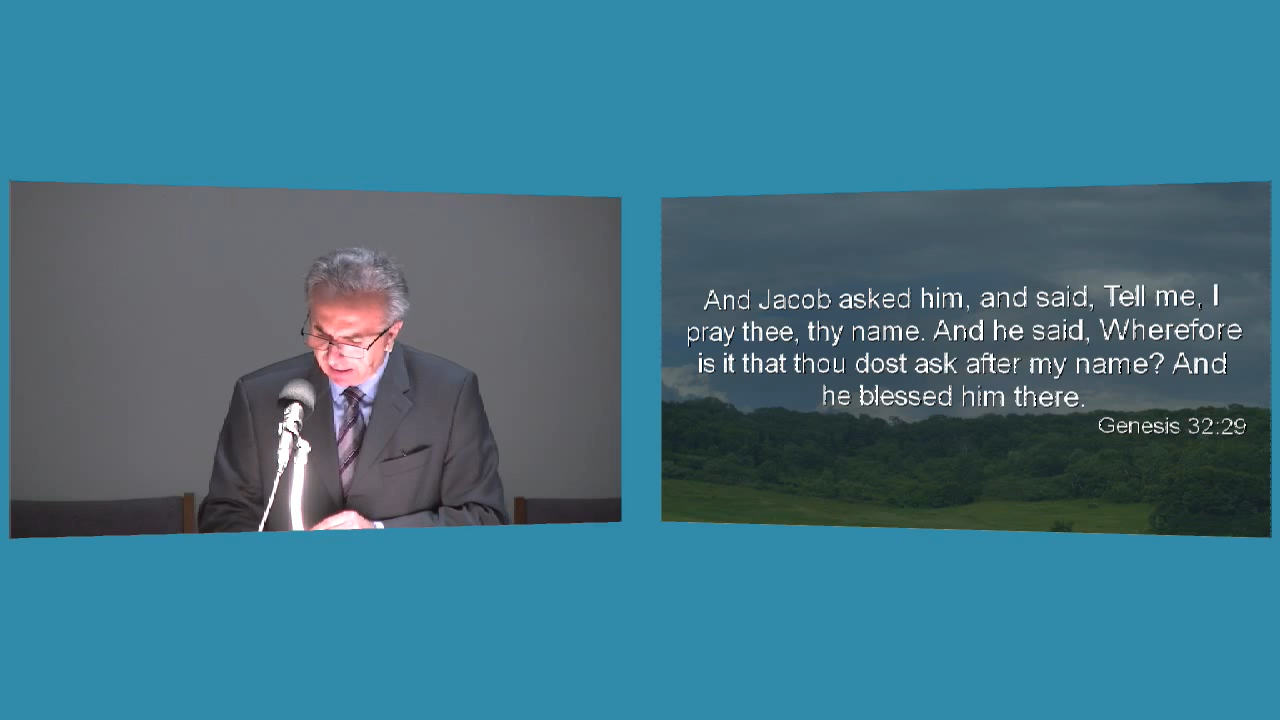 And Jacob asked him, and said, Tell me, I
pray thee, thy name. And he said, Wherefore
is it that thou dost ask after my name? And
he blessed him there.
Genesis 32:29